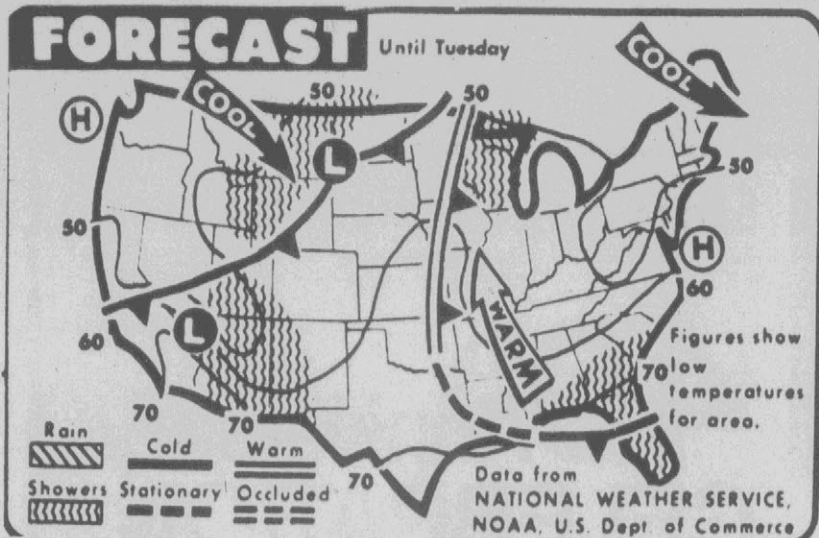 FORECAST
Until Tuesday
COOL
COOL
H
50
50
L
50
50
H
60
60
L
WARM
Figures show
low
temperatures
for area.
70
70
70
70
Rain
Cold
Warm
Showers
Stationary
Occluded
Data from
NATIONAL WEATHER SERVICE,
NOAA, U.S. Dept. of Commerce